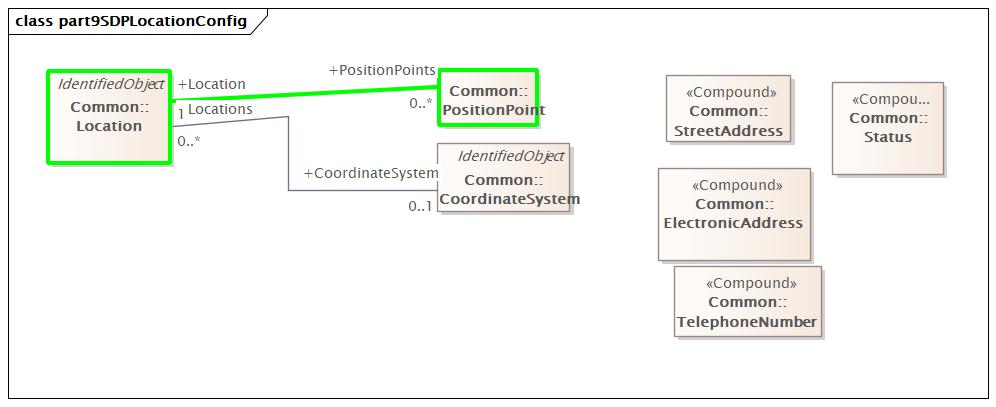 class part9SDPLocationConfig
IdentifiedObject
Common::
Location
+Location
1
Locations
0..*
+PositionPoints
0..*
Common::
PositionPoint
+CoordinateSystem
0..1
IdentifiedObject
Common::
CoordinateSystem
«Compound»
Common::
StreetAddress
«Compou...
Common::
Status
«Compound»
Common::
ElectronicAddress
«Compound»
Common::
TelephoneNumber